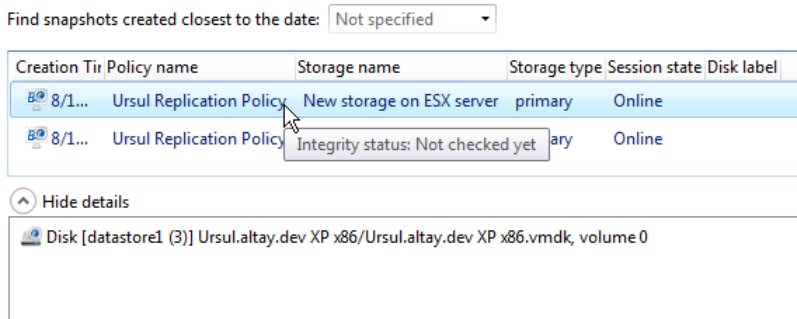 Find snapshots created closest to the date: Not specified
Creation Tir Policy name Storage name Storage type Session state Disk label
8/1... Ursul Replication Policy New storage on ESX server primary Online
8/1... Ursul Replication Policy ary Online
Integrity status: Not checked yet
Hide details
Disk [datastore1 (3)] Ursul.altay.dev XP x86/Ursul.altay.dev XP x86.vmdk, volume 0